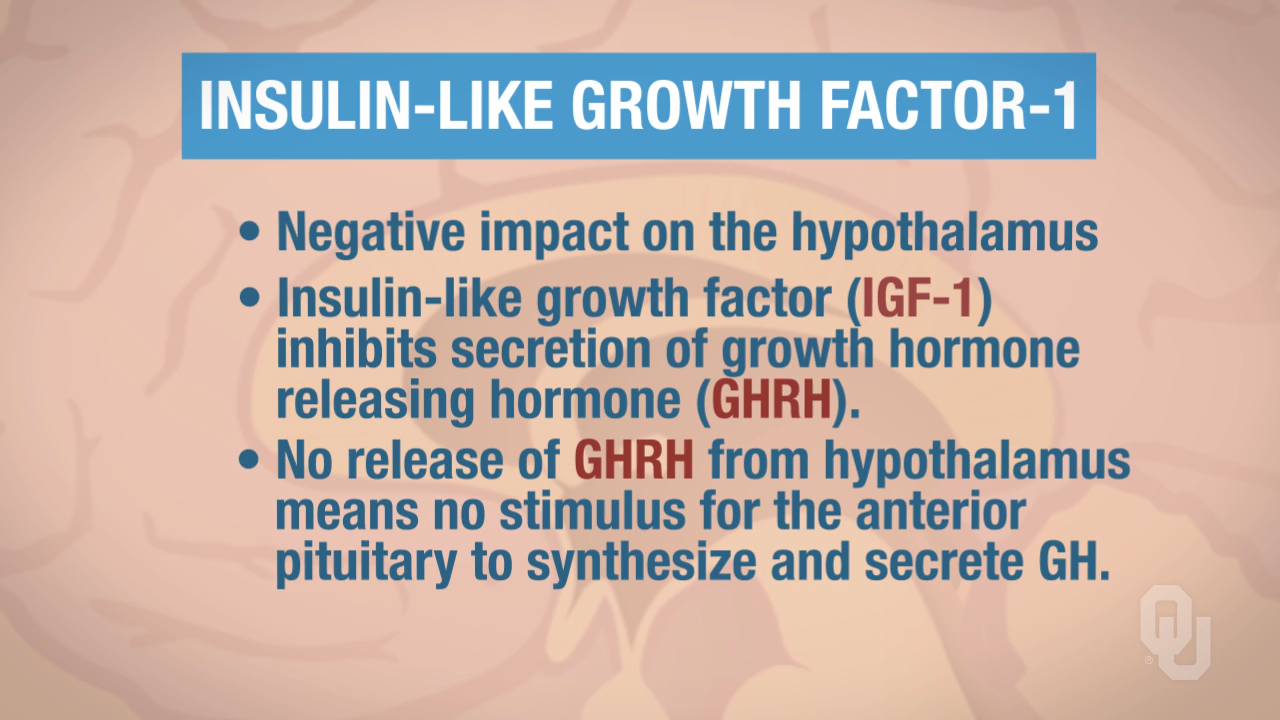 INSULIN-LIKE GROWTH FACTOR-1
• Negative impact on the hypothalamus
• Insulin-like growth factor (IGF-1)
inhibits secretion of growth hormone
releasing hormone (GHRH).
• No release of GHRH from hypothalamus
means no stimulus for the anterior
pituitary to synthesize and secrete GH.
OU
®